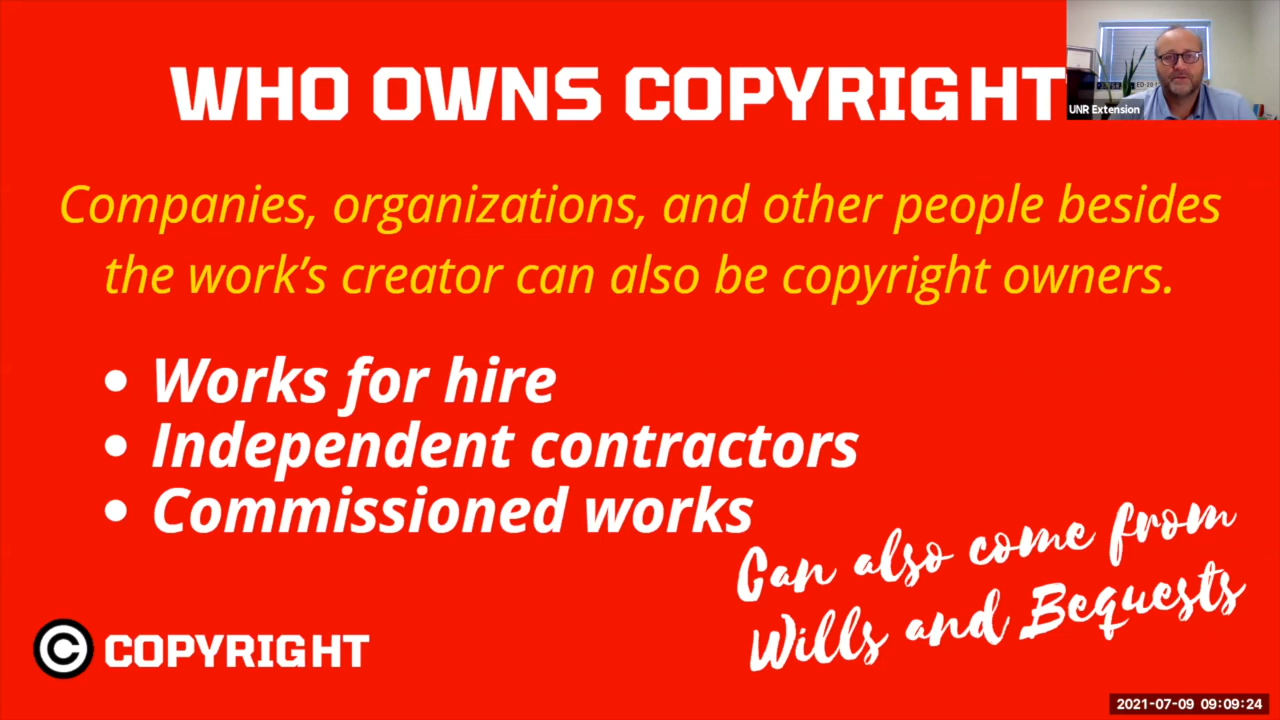 WHO OWNS COPYRIGHT
UNR Extension
Companies, organizations, and other people besides
the work’s creator can also be copyright owners.
• Works for hire
• Independent contractors
• Commissioned works
Can also come from
Wills and Bequests
© COPYRIGHT
2021-07-09 09:09:24